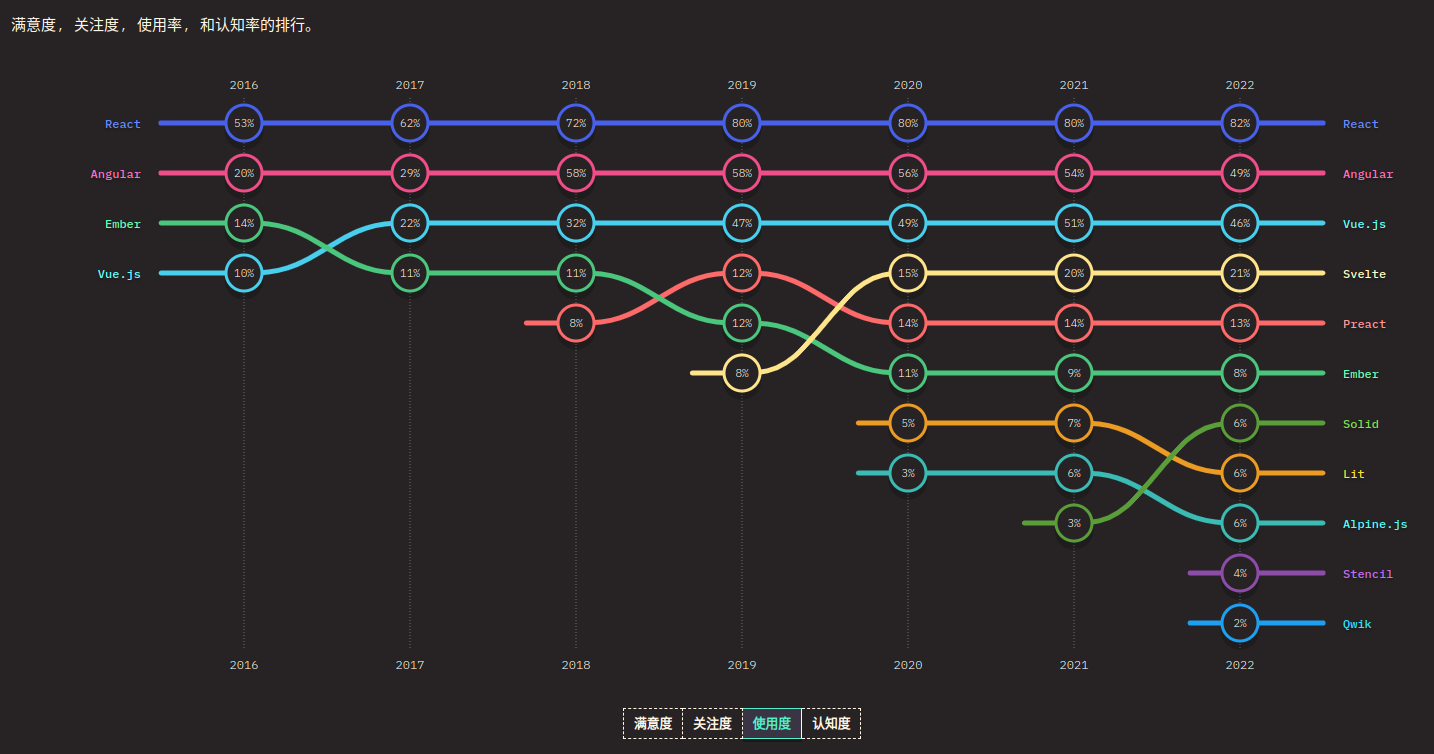 满意度，关注度，使用率，和认知率的排行。
2016 2017 2018 2019 2020 2021 2022
React 53% 62% 72% 80% 80% 80% 82% React
Angular 20% 29% 58% 58% 56% 54% 49% Angular
Ember 14% 22% 32% 47% 49% 51% 46% Vue.js
Vue.js 10% 11% 11% 12% 15% 20% 21% Svelte
8% 12% 14% 14% 13% Preact
8% 11% 9% 8% Ember
5% 7% 6% Solid
3% 6% 6% Lit
3% 6% Alpine.js
4% Stencil
2% Qwik
2016 2017 2018 2019 2020 2021 2022
满意度 关注度 使用度 认知度